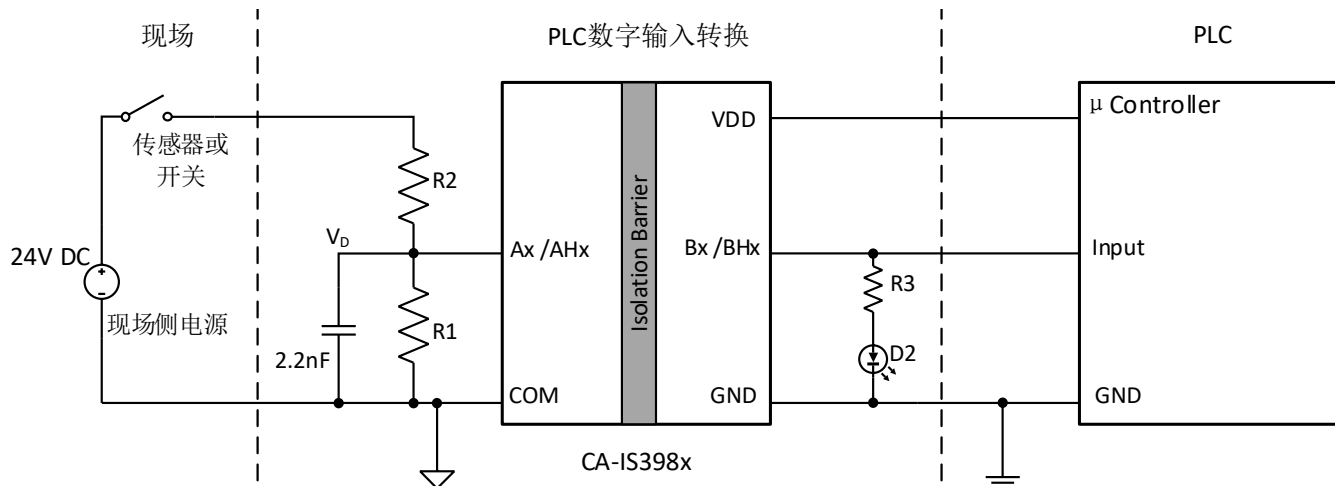 现场
PLC数字输入转换
PLC
μ Controller
VDD
传感器或
开关
R2
V_D
Ax /AHx
Isolation Barrier
Bx /BHx
Input
24V DC
R3
现场侧电源
R1
2.2nF
D2
COM
GND
GND
CA-IS398x